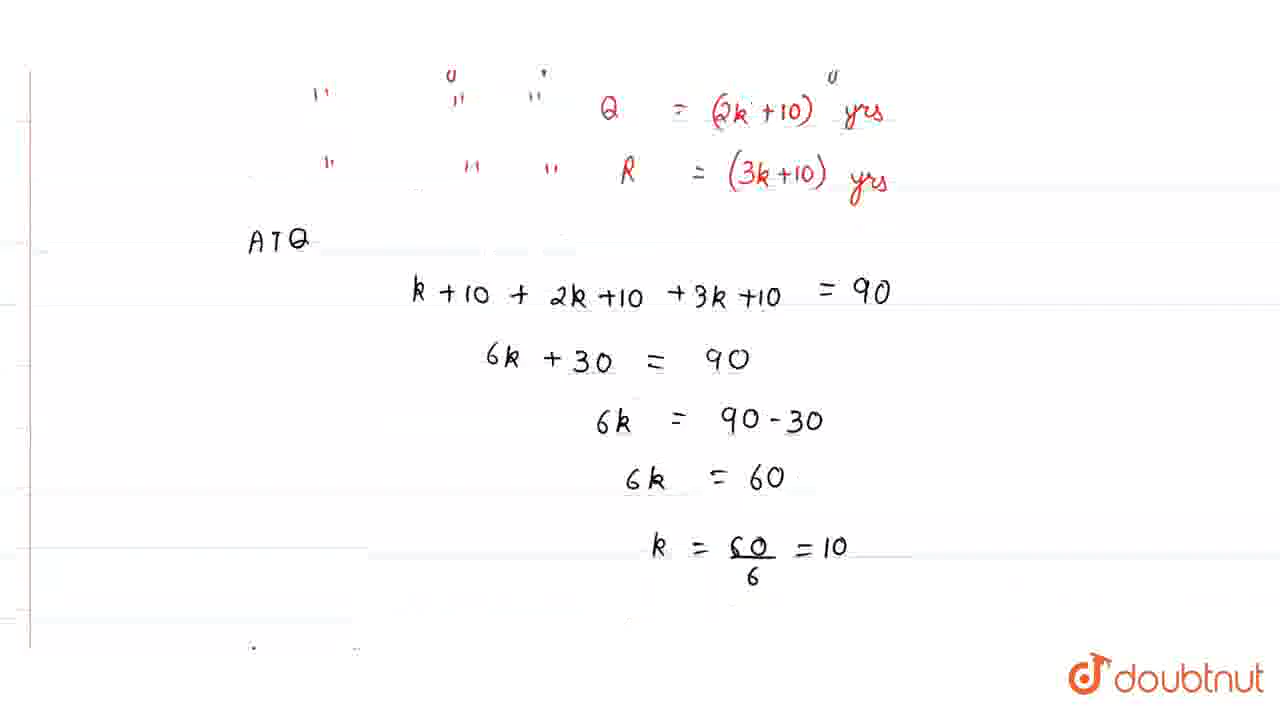 " " " Q = (2k+10) yrs
" " " R = (3k+10) yrs
ATQ
k+10 + 2k+10 +3k+10 = 90
6k + 30 = 90
6k = 90-30
6k = 60
k = 60/6 = 10
doubtnut